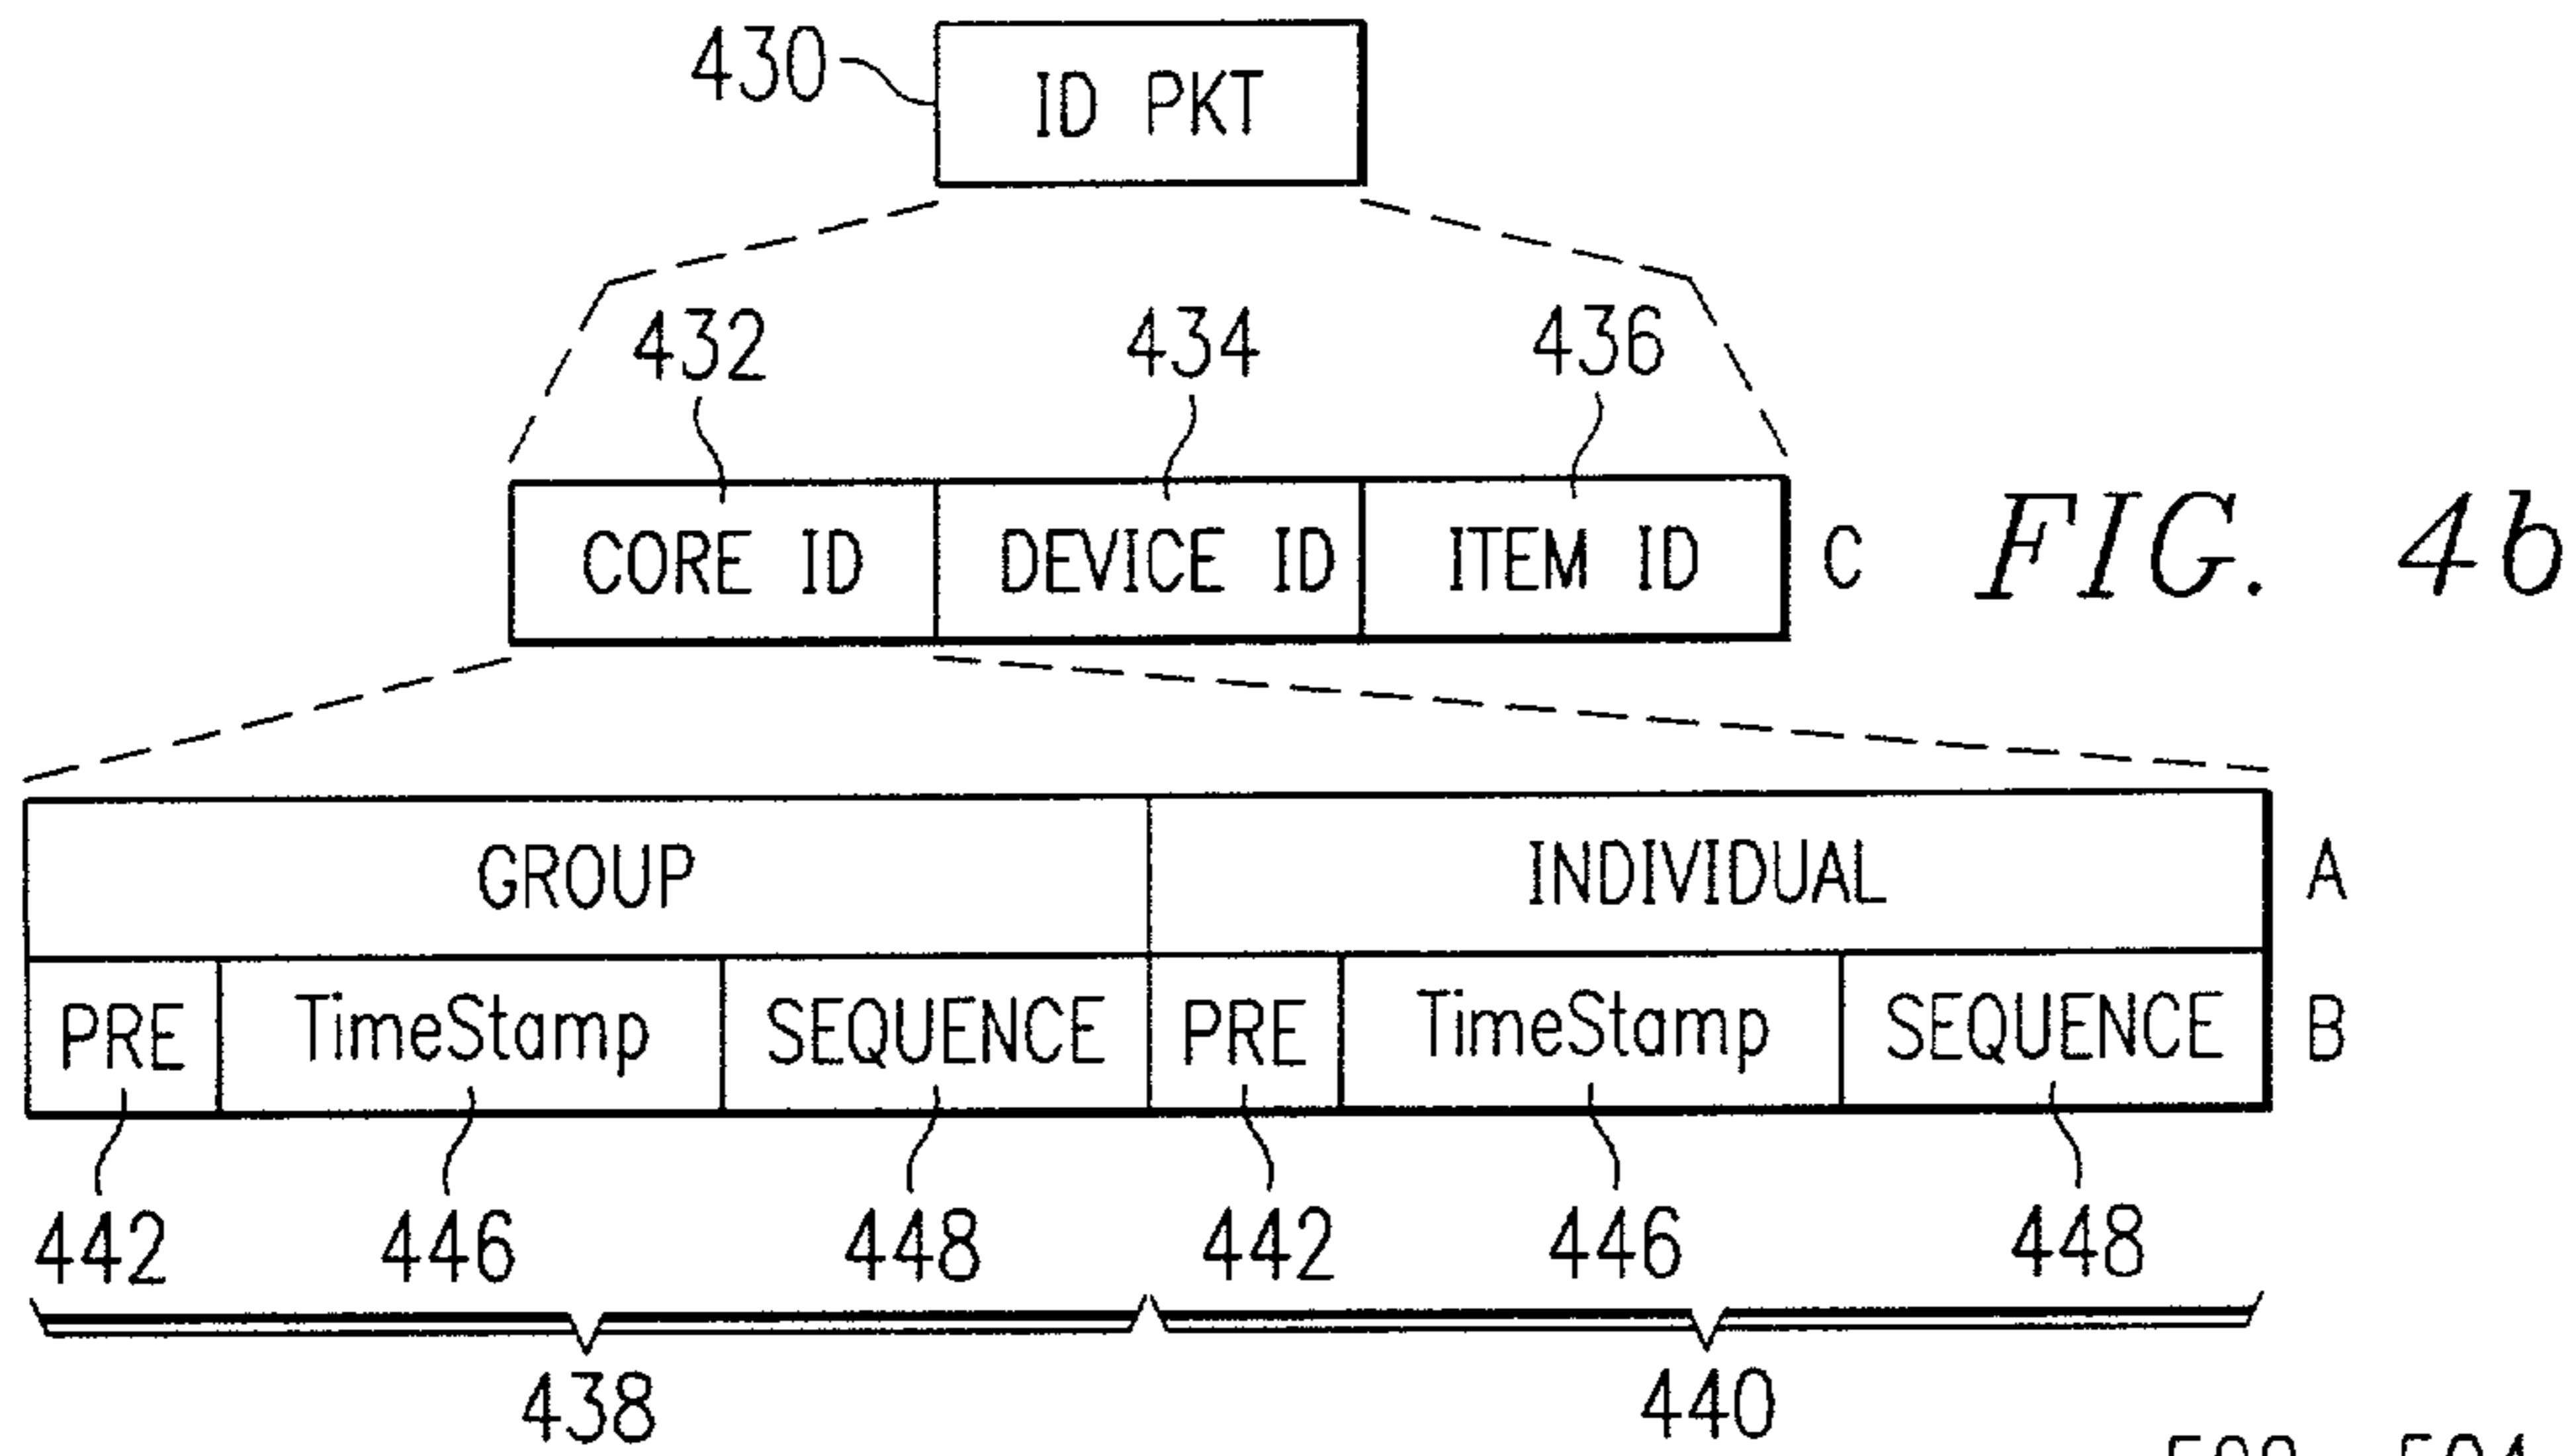 430 ID PKT
432 434 436
CORE ID DEVICE ID ITEM ID C FIG. 4b
GROUP INDIVIDUAL A
PRE TimeStamp SEQUENCE PRE TimeStamp SEQUENCE B
442 446 448 442 446 448
438 440